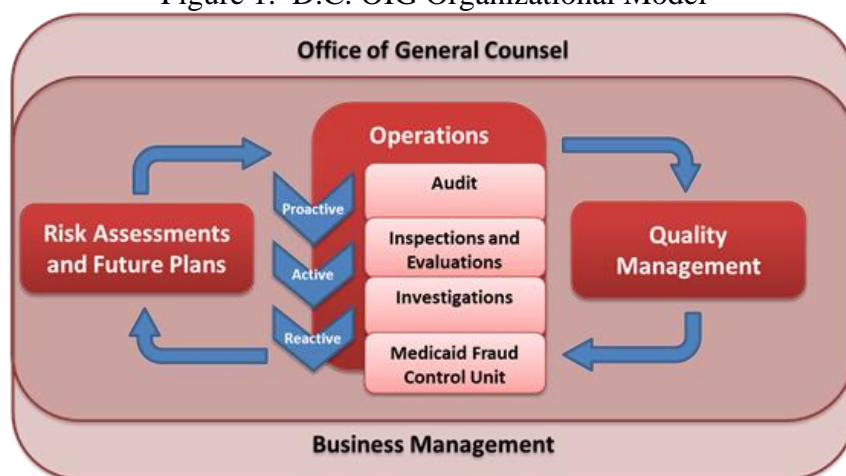 Figure 1. D.C. OIG Organizational Model
Office of General Counsel
Operations
Audit
Proactive
Risk Assessments
and Future Plans
Inspections and
Evaluations
Active
Quality
Management
Investigations
Reactive
Medicaid Fraud
Control Unit
Business Management